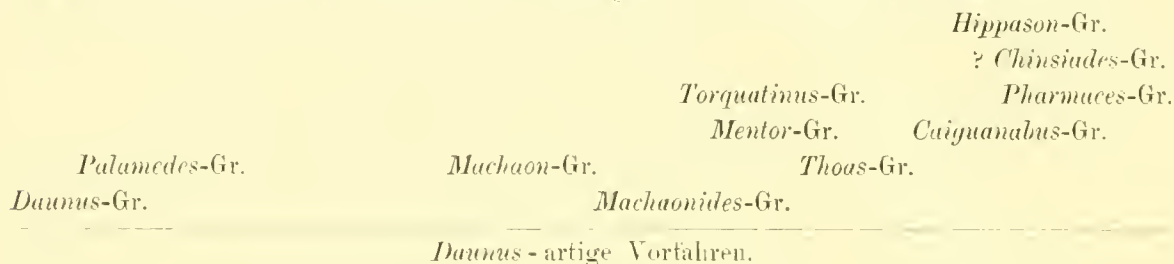 Hippason-Gr.
? Chinsiades-Gr.
Torquatinus-Gr. Pharmaces-Gr.
Mentor-Gr. Caiguanabus-Gr.
Palamedes-Gr. Machaon-Gr. Thoas-Gr.
Daunus-Gr. Machaonides-Gr.
Daunus - artige Vorfahren.